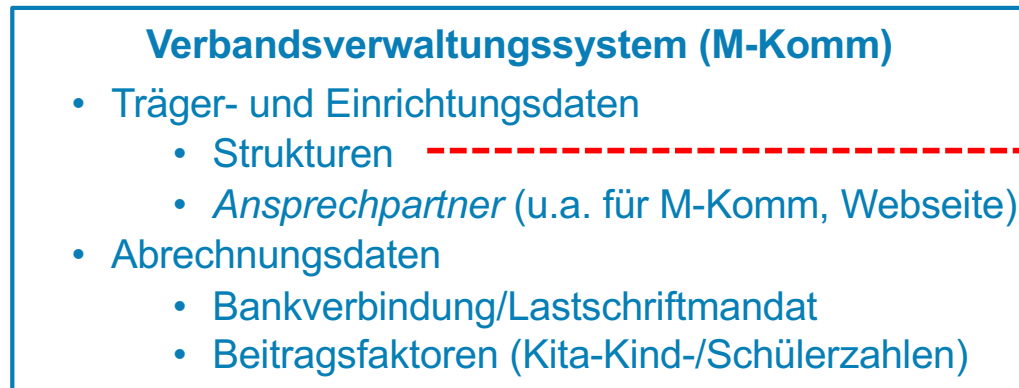 Verbandsverwaltungssystem (M-Komm)
• Träger- und Einrichtungsdaten
• Strukturen
• Ansprechpartner (u.a. für M-Komm, Webseite)
• Abrechnungsdaten
• Bankverbindung/Lastschriftmandat
• Beitragsfaktoren (Kita-Kind-/Schülerzahlen)